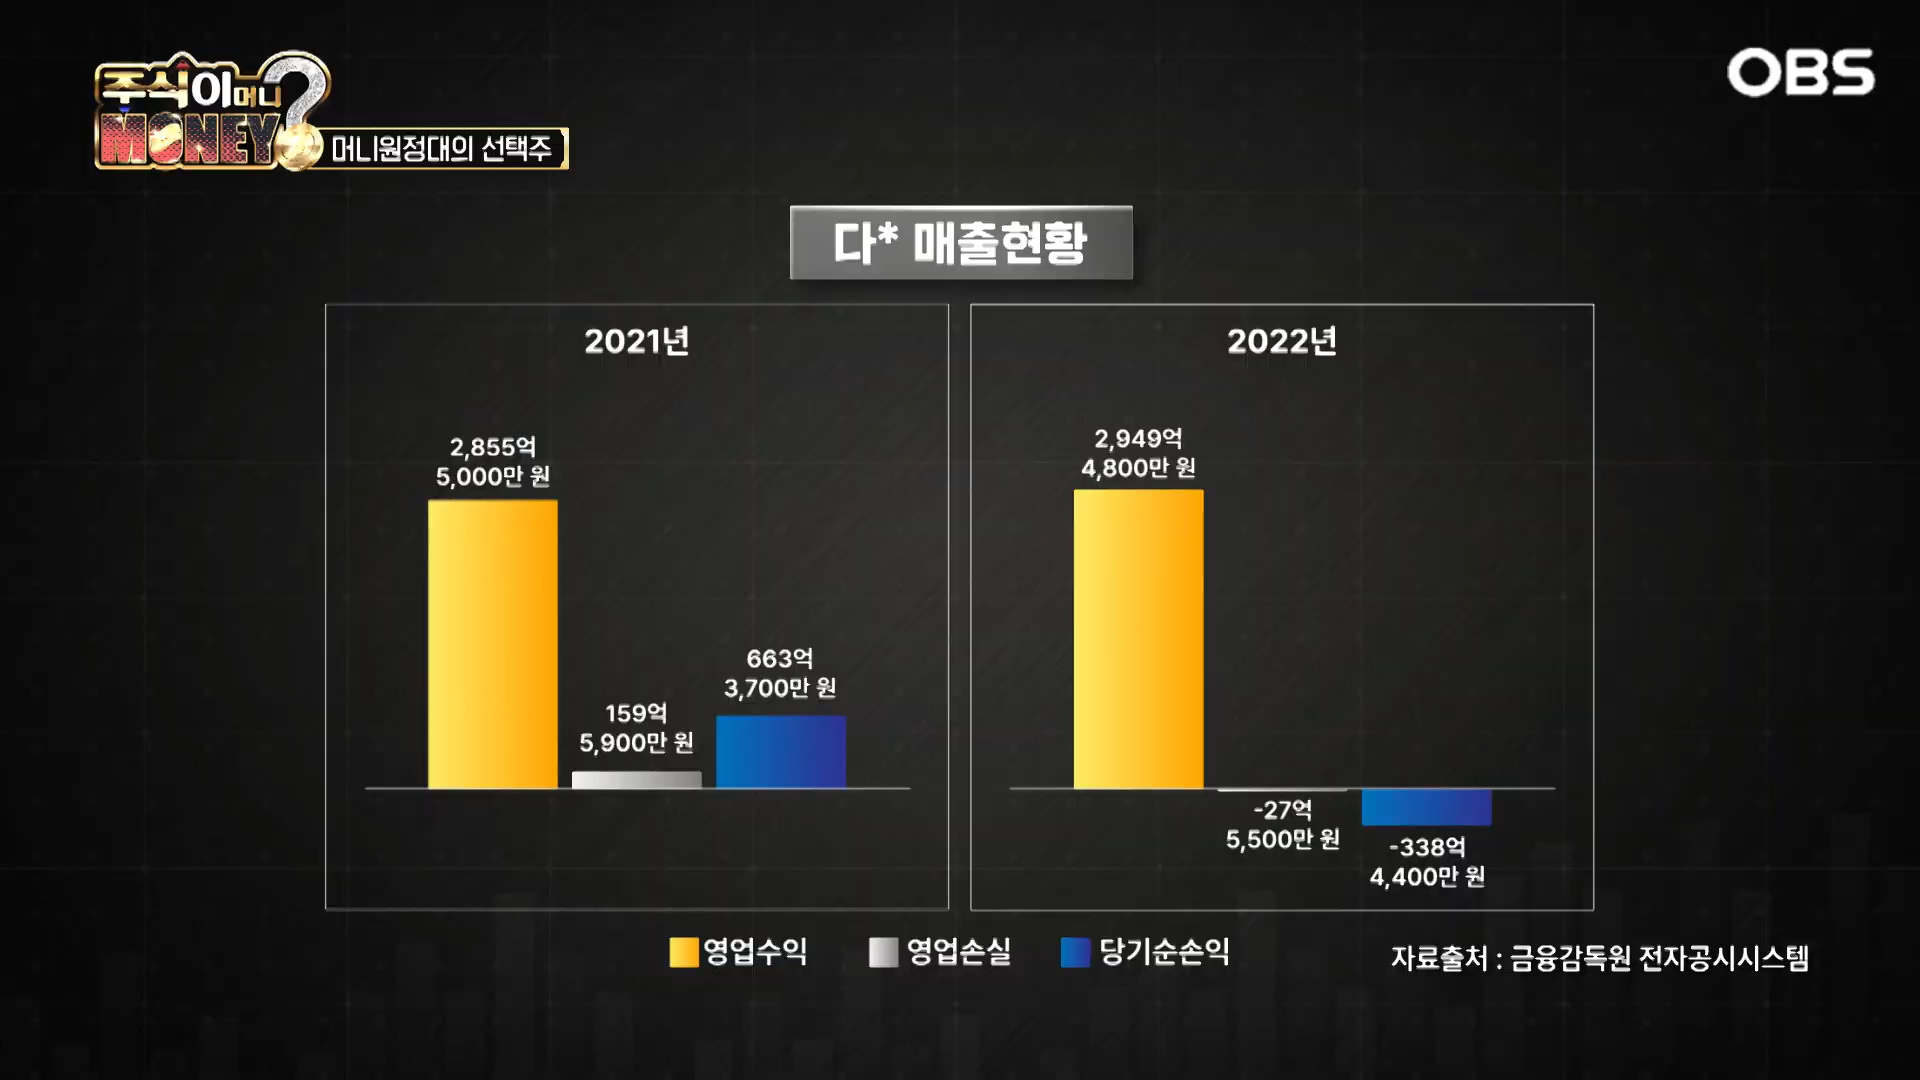 주식이머니
MONEY?
머니원정대의 선택주
OBS
다* 매출현황
2021년
2,855억
5,000만 원
159억
5,900만 원
663억
3,700만 원
2022년
2,949억
4,800만 원
-27억
5,500만 원
-338억
4,400만 원
영업수익
영업손실
당기순손익
자료출처 : 금융감독원 전자공시시스템